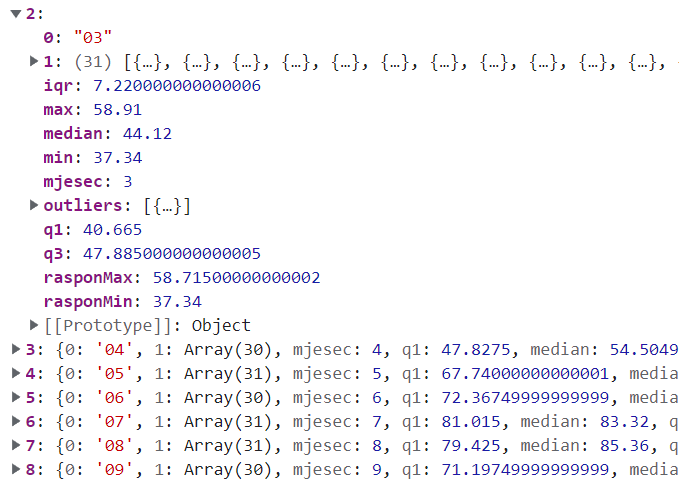 ▼ 2:
0: "03"
▶ 1: (31) [{…}, {…}, {…}, {…}, {…}, {…}, {…}, {…}, {…}, {…}, {…},
iqr: 7.220000000000006
max: 58.91
median: 44.12
min: 37.34
mjesec: 3
▶ outliers: [{…}]
q1: 40.665
q3: 47.885000000000005
rasponMax: 58.71500000000002
rasponMin: 37.34
▶ [[Prototype]]: Object
▶ 3: {0: '04', 1: Array(30), mjesec: 4, q1: 47.8275, median: 54.5049
▶ 4: {0: '05', 1: Array(31), mjesec: 5, q1: 67.74000000000001, media
▶ 5: {0: '06', 1: Array(30), mjesec: 6, q1: 72.36749999999999, media
▶ 6: {0: '07', 1: Array(31), mjesec: 7, q1: 81.015, median: 83.32, q
▶ 7: {0: '08', 1: Array(31), mjesec: 8, q1: 79.425, median: 85.36, q
▶ 8: {0: '09', 1: Array(30), mjesec: 9, q1: 71.19749999999999, media